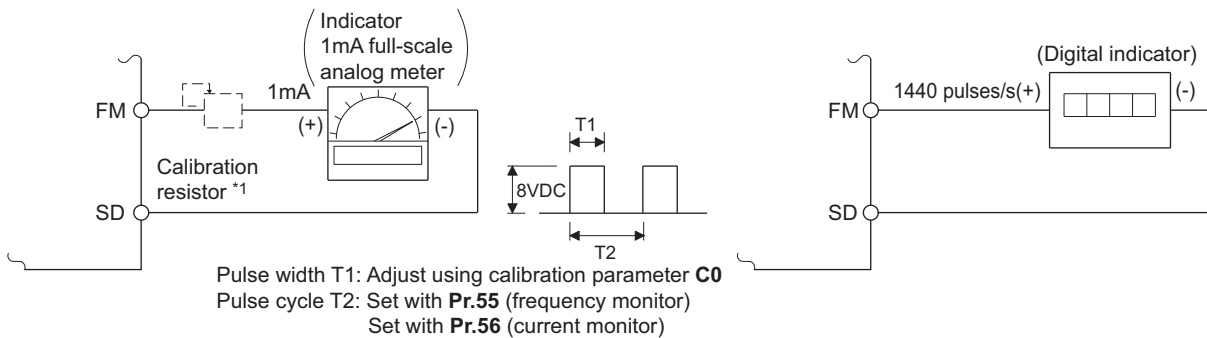 Indicator
1mA full-scale
analog meter
FM
1mA
(+)
(-)
Calibration
resistor *1
SD
T1
8VDC
T2
Pulse width T1: Adjust using calibration parameter C0
Pulse cycle T2: Set with Pr.55 (frequency monitor)
Set with Pr.56 (current monitor)
(Digital indicator)
1440 pulses/s(+)
(-)
FM
SD